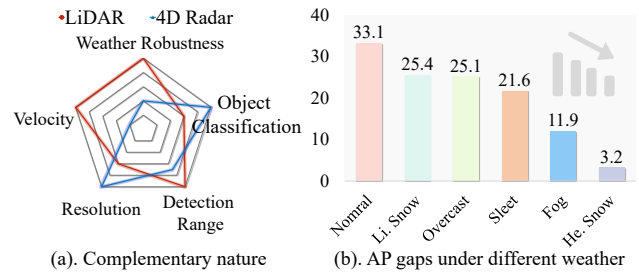 LiDAR 4D Radar
Weather Robustness
Velocity
Object
Classification
Resolution
Detection
Range
(a). Complementary nature
40
30
20
10
0
33.1
25.4
25.1
21.6
11.9
3.2
Nomral
Li. Snow
Overcast
Sleet
Fog
He. Snow
(b). AP gaps under different weather